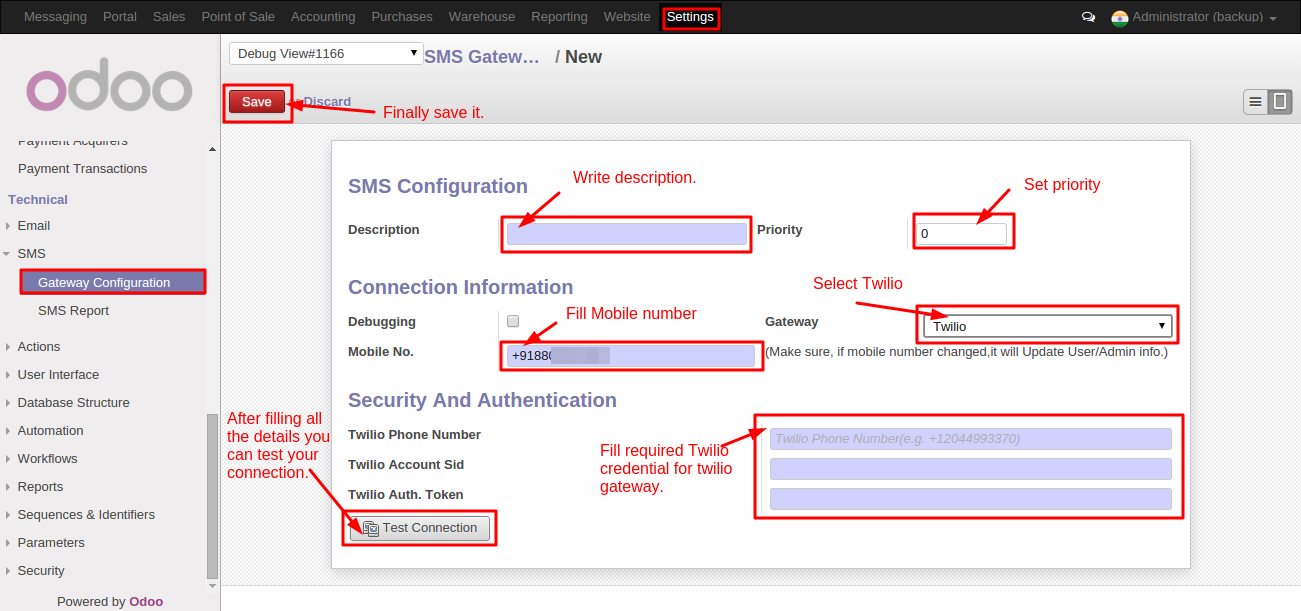 Messaging Portal Sales Point of Sale Accounting Purchases Warehouse Reporting Website Settings Administrator (backup)
odoo
Payment Acquirers
Payment Transactions
Technical
Email
SMS
Gateway Configuration
SMS Report
Actions
User Interface
Database Structure
Automation
Workflows
Reports
Sequences & Identifiers
Parameters
Security
Powered by Odoo
Debug View#1166 SMS Gatew... / New
Save or Discard
Finally save it.
SMS Configuration
Write description.
Set priority
Description
Priority 0
Connection Information
Select Twilio
Debugging
Fill Mobile number
Gateway Twilio
Mobile No. +9188
(Make sure, if mobile number changed,it will Update User/Admin info.)
Security And Authentication
After filling all
the details you
can test your
connection.
Twilio Phone Number
Twilio Phone Number(e.g. +12044993370)
Fill required Twilio
credential for twilio
gateway.
Twilio Account Sid
Twilio Auth. Token
Test Connection